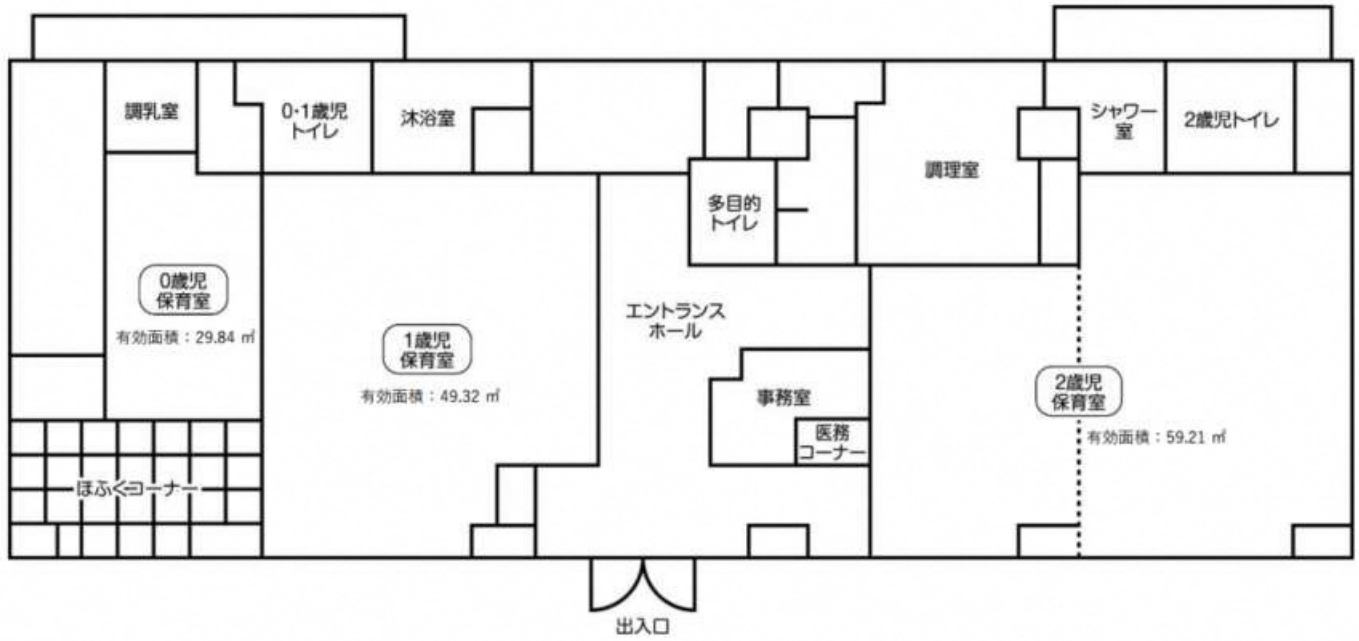 調乳室
0・1歳児
トイレ
沐浴室
シャワー
室
2歳児トイレ
調理室
多目的
トイレ
0歳児
保育室
有効面積：29.84 ㎡
エントランス
ホール
1歳児
保育室
有効面積：49.32 ㎡
事務室
2歳児
保育室
有効面積：59.21 ㎡
医務
コーナー
ほふくコーナー
出入口